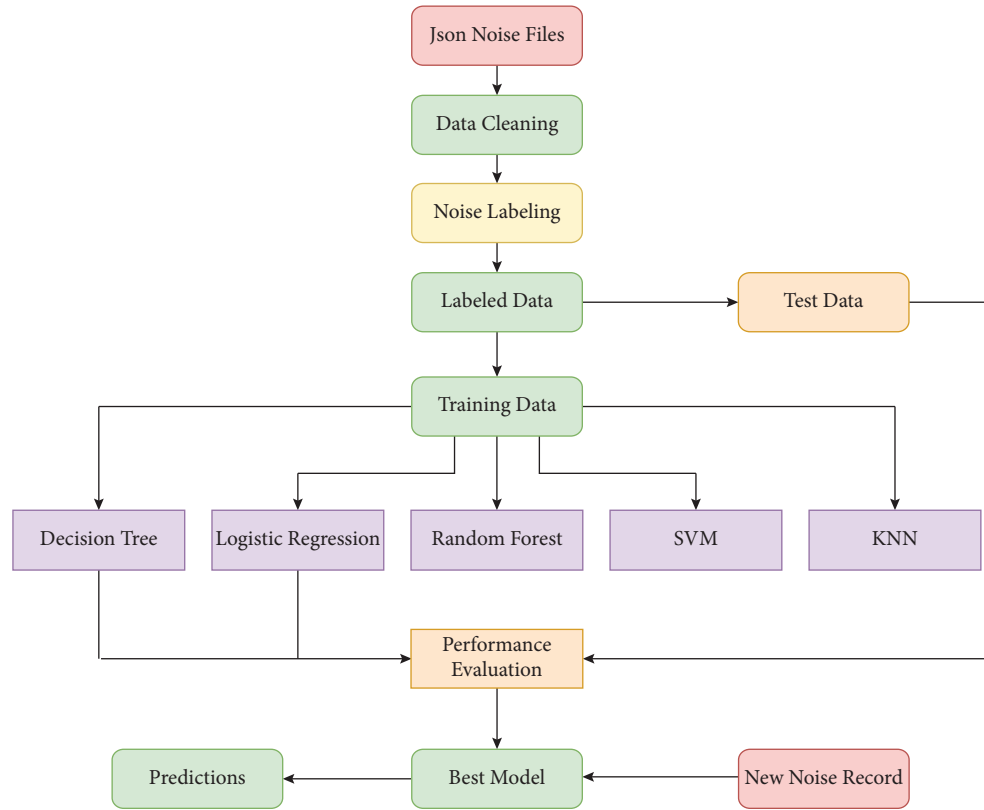 Json Noise Files
Data Cleaning
Noise Labeling
Labeled Data
Test Data
Training Data
Decision Tree
Logistic Regression
Random Forest
SVM
KNN
Performance
Evaluation
Predictions
Best Model
New Noise Record